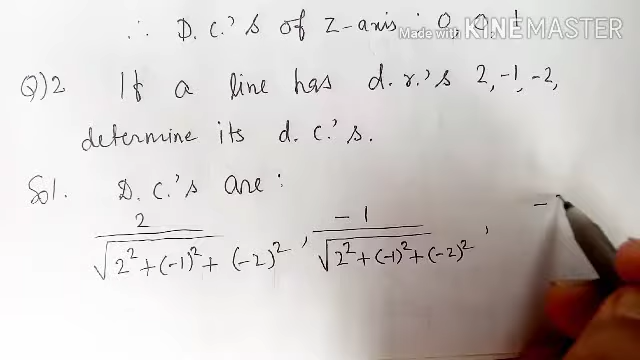 ∴ D.C.'s of Z-axis : 0, 0, 1
Made with KINEMASTER
Q)2 If a line has d.r.'s 2, -1, -2,
determine its d.c.'s.
Sol. D.C.'s are:
2/√(2²+(-1)²+(-2)²), -1/√(2²+(-1)²+(-2)²), -